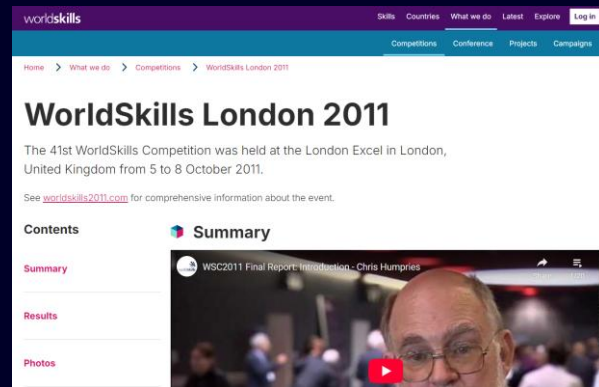 worldskills
Skills Countries What we do Latest Explore Log in
Competitions Conference Projects Campaigns
Home What we do Competitions WorldSkills London 2011
WorldSkills London 2011
The 41st WorldSkills Competition was held at the London Excel in London,
United Kingdom from 5 to 8 October 2011.
See worldskills2011.com for comprehensive information about the event.
Contents
Summary
Results
Photos
Summary
WSC2011 Final Report: Introduction - Chris Humpries